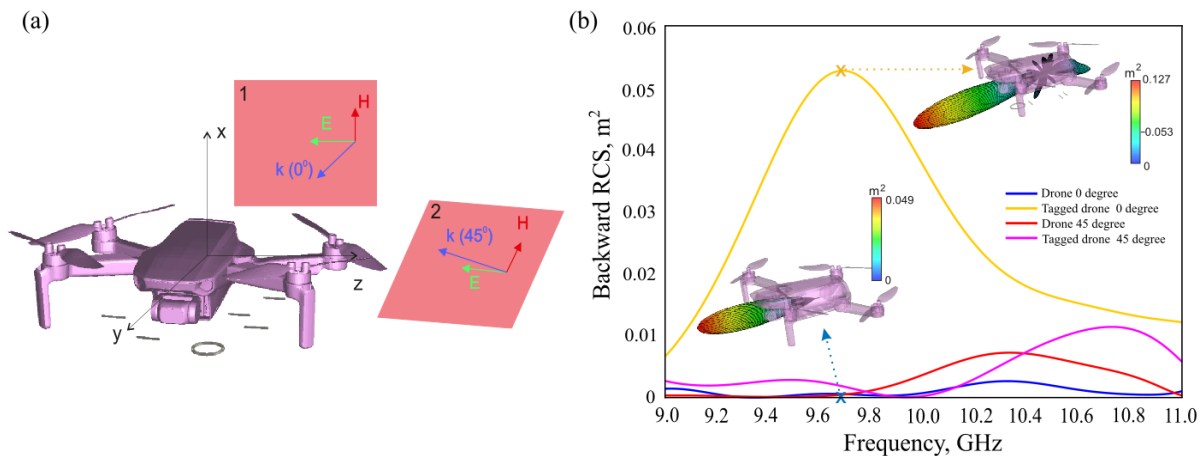 (a)
1
H
E
k (0⁰)
x
2
H
k (45⁰)
E
z
y
(b)
Backward RCS, m²
0.06
0.05
0.04
0.03
0.02
0.01
0
m²
0.127
0.053
0
m²
0.049
0
Drone 0 degree
Tagged drone 0 degree
Drone 45 degree
Tagged drone 45 degree
9.0 9.2 9.4 9.6 9.8 10.0 10.2 10.4 10.6 10.8 11.0
Frequency, GHz